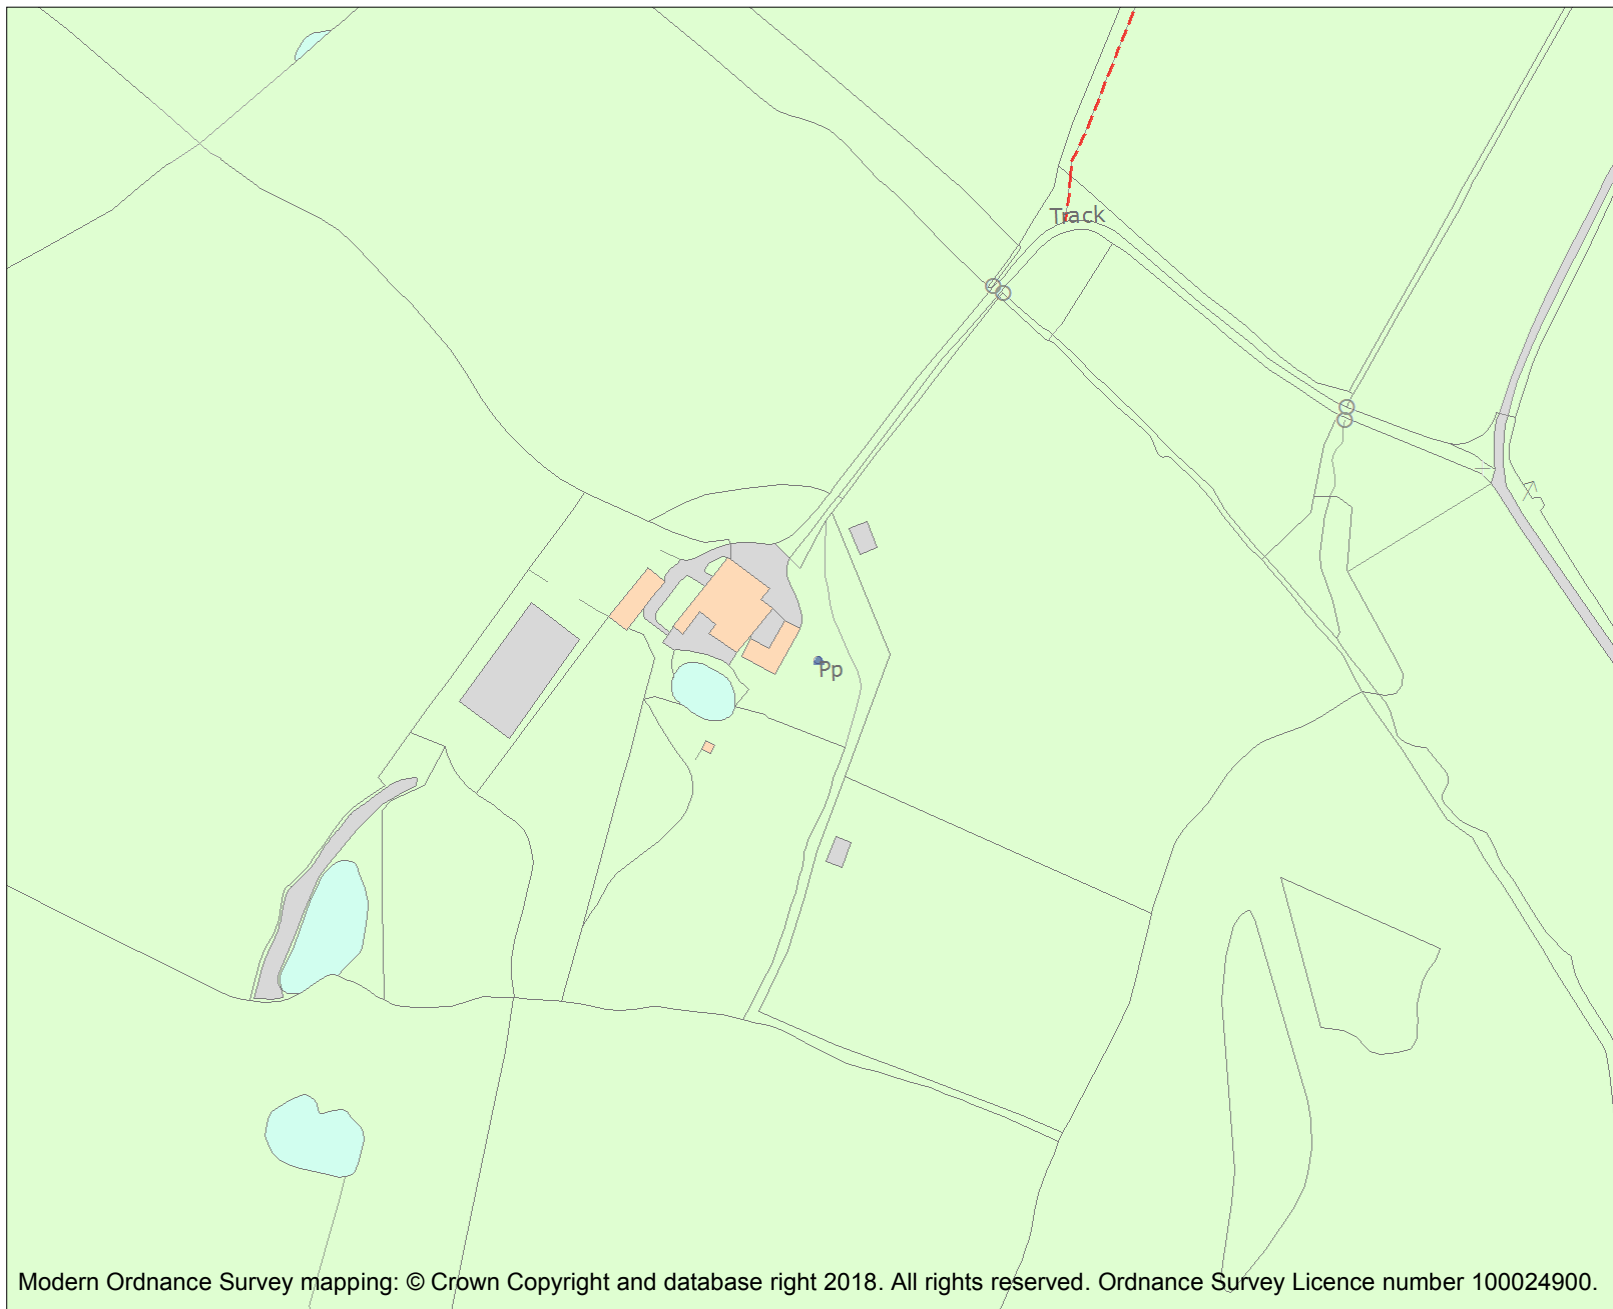 Track
Pp
Modern Ordnance Survey mapping: © Crown Copyright and database right 2018. All rights reserved. Ordnance Survey Licence number 100024900.